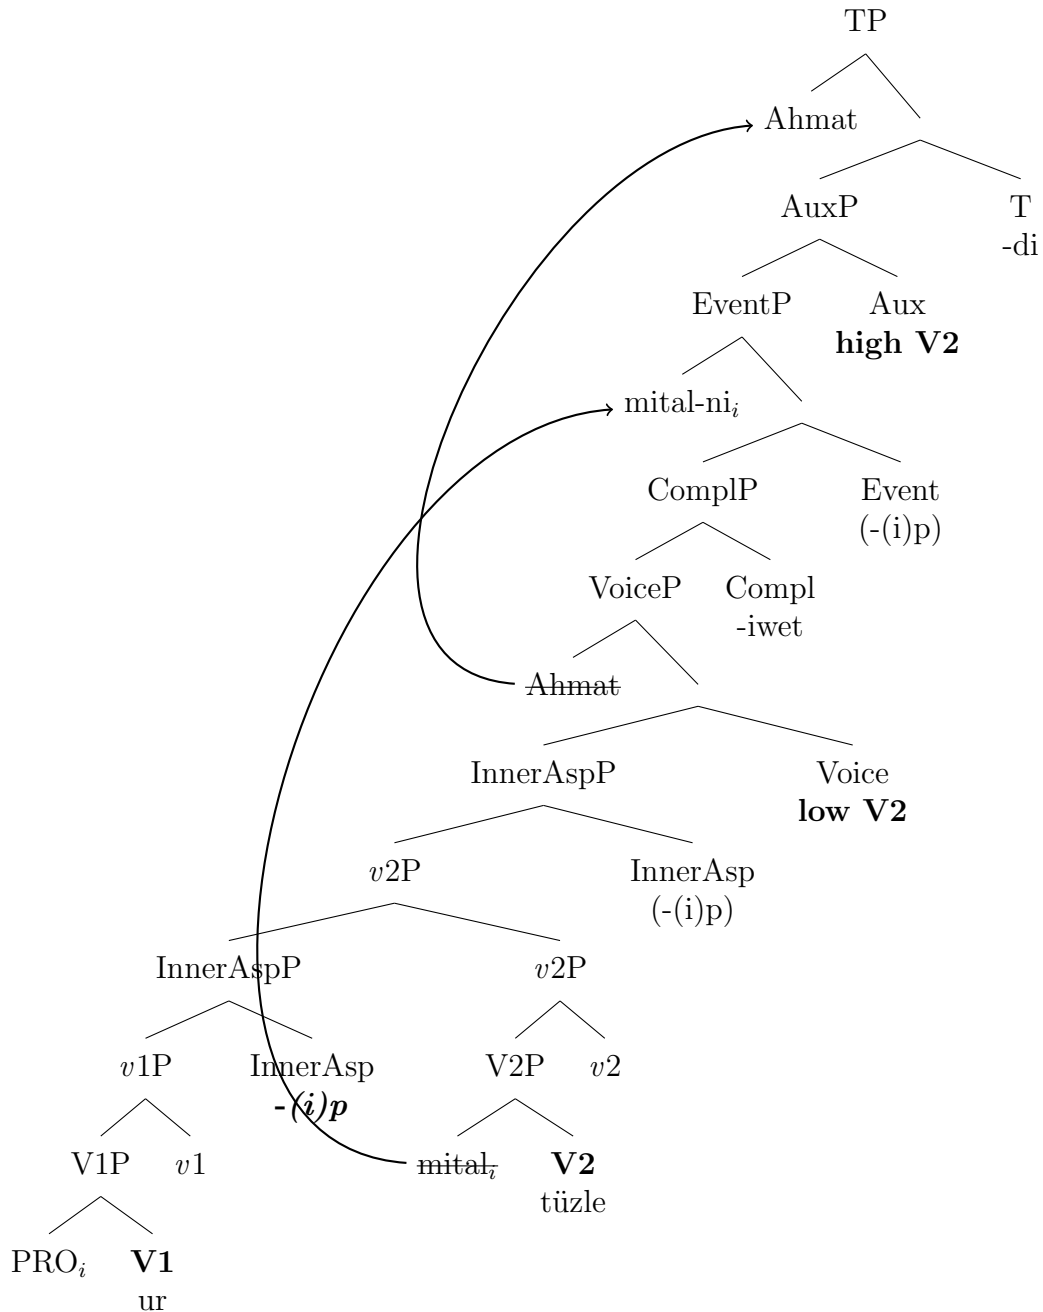 TP
Ahmat
AuxP T
-di
EventP Aux
high V2
mital-niᵢ
ComplP Event
(-(i)p)
VoiceP Compl
-iwet
Ahmat
InnerAspP Voice
low V2
v2P InnerAsp
(-(i)p)
InnerAspP v2P
v1P InnerAsp V2P v2
-(i)p
V1P v1 mitalᵢ V2
tüzle
PROᵢ V1
ur